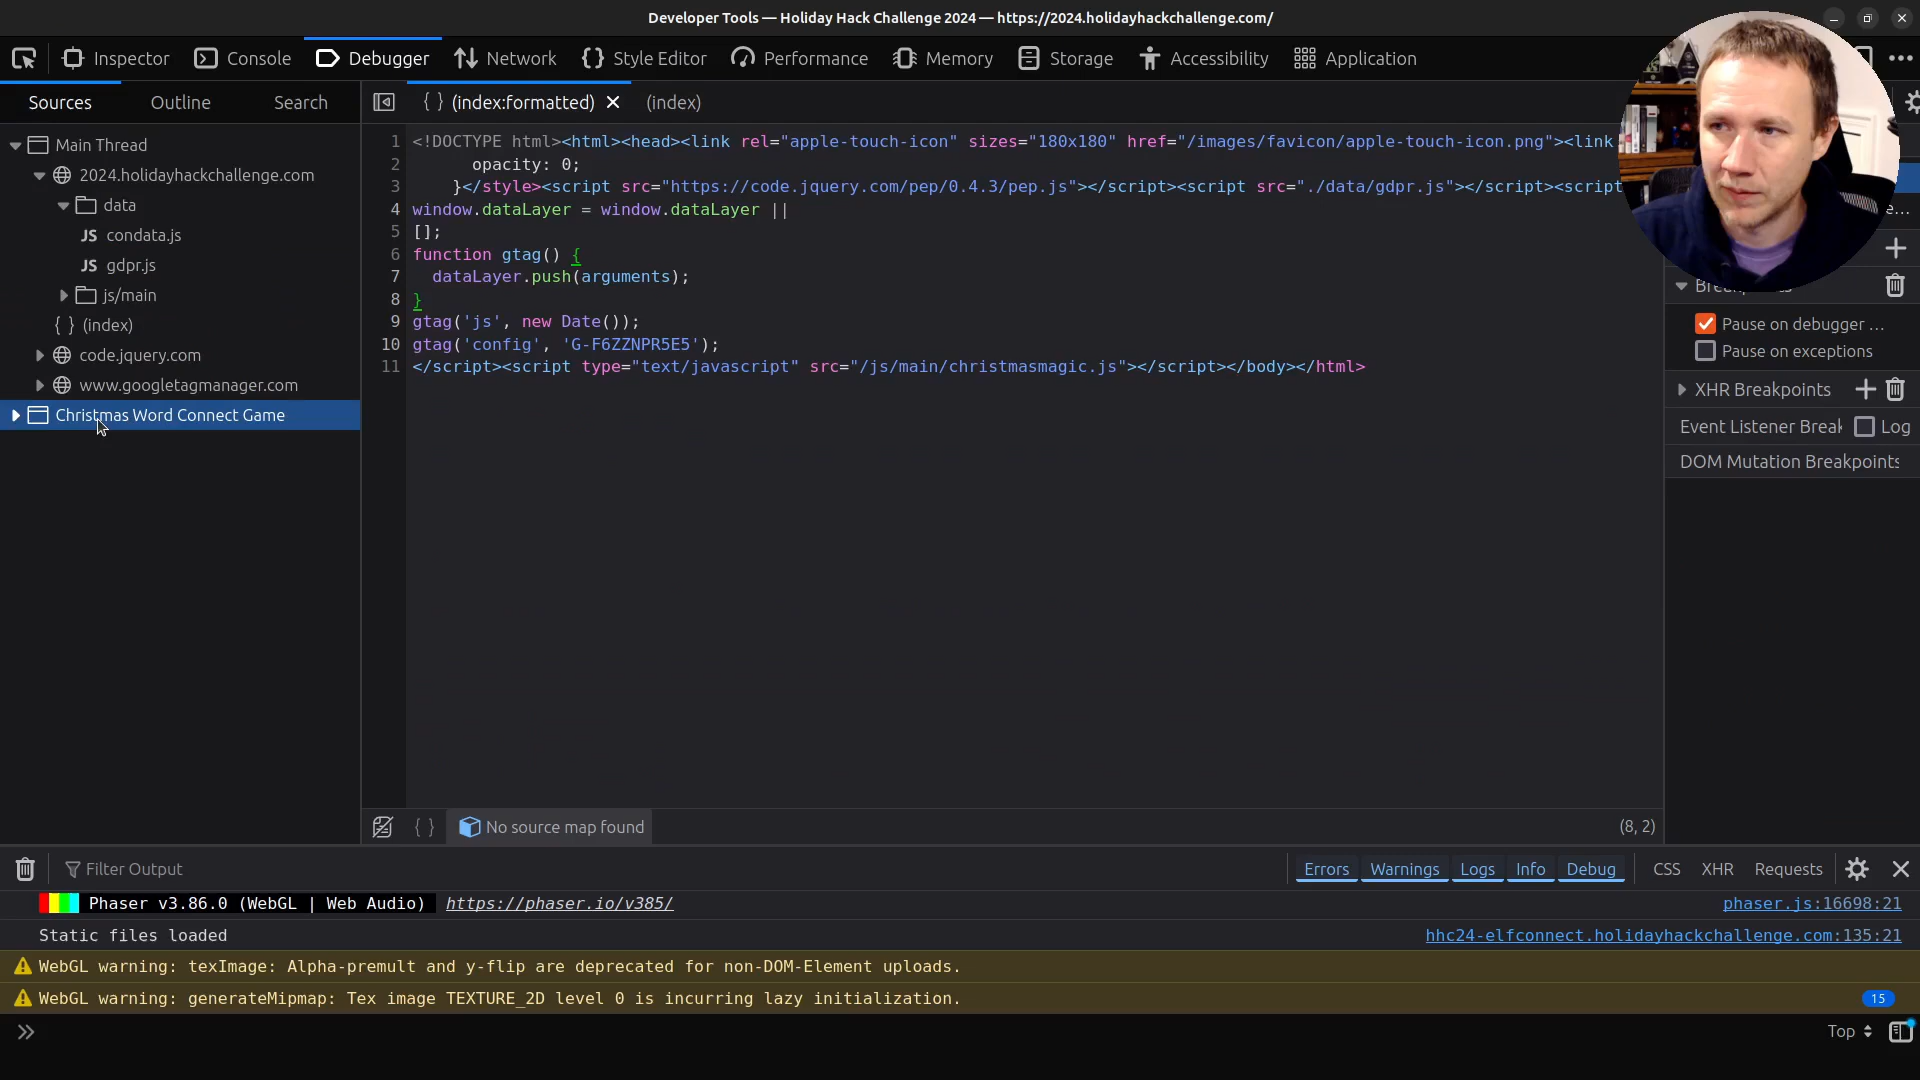 Developer Tools — Holiday Hack Challenge 2024 — https://2024.holidayhackchallenge.com/
Inspector Console Debugger Network Style Editor Performance Memory Storage Accessibility Application
Sources Outline Search
{ } (index:formatted) (index)
Main Thread
2024.holidayhackchallenge.com
data
JS condata.js
JS gdpr.js
js/main
{ } (index)
code.jquery.com
www.googletagmanager.com
Christmas Word Connect Game
1 <!DOCTYPE html><html><head><link rel="apple-touch-icon" sizes="180x180" href="/images/favicon/apple-touch-icon.png"><link
2 opacity: 0;
3 }</style><script src="https://code.jquery.com/pep/0.4.3/pep.js"></script><script src="./data/gdpr.js"></script><script
4 window.dataLayer = window.dataLayer ||
5 [];
6 function gtag() {
7 dataLayer.push(arguments);
8 }
9 gtag('js', new Date());
10 gtag('config', 'G-F6ZZNPR5E5');
11 </script><script type="text/javascript" src="/js/main/christmasmagic.js"></script></body></html>
Pause on debugger ...
Pause on exceptions
XHR Breakpoints
Event Listener Break Log
DOM Mutation Breakpoints
{ } No source map found (8, 2)
Filter Output Errors Warnings Logs Info Debug CSS XHR Requests
Phaser v3.86.0 (WebGL | Web Audio) https://phaser.io/v385/ phaser.js:16698:21
Static files loaded hhc24-elfconnect.holidayhackchallenge.com:135:21
WebGL warning: texImage: Alpha-premult and y-flip are deprecated for non-DOM-Element uploads.
WebGL warning: generateMipmap: Tex image TEXTURE_2D level 0 is incurring lazy initialization. 15
Top